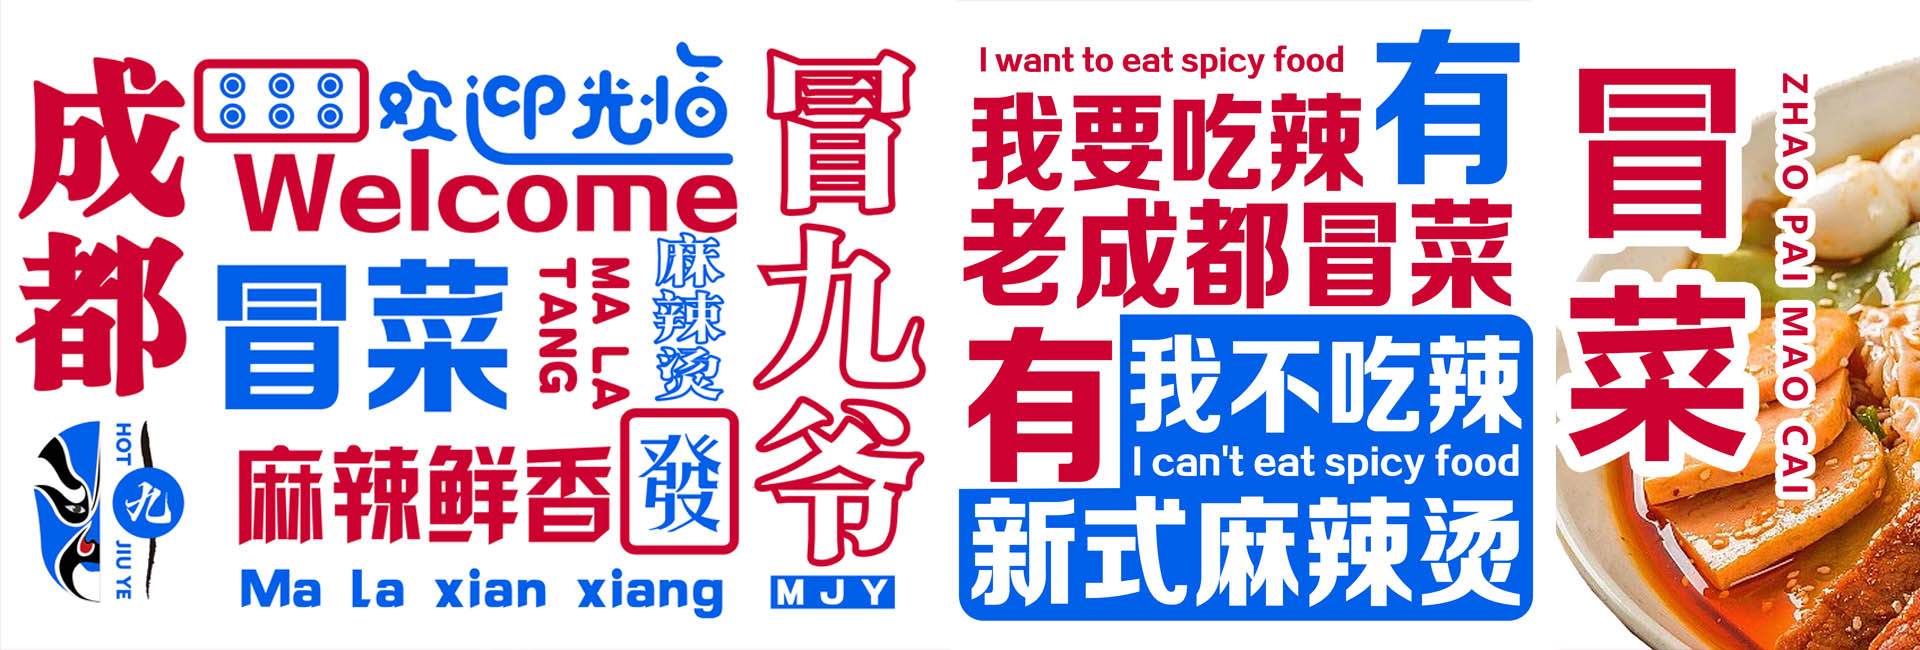 成都
欢迎光临
Welcome
冒菜
MA LA
TANG
麻辣烫
麻辣鲜香
發
Ma La xian xiang
HOT
九
JIU YE
冒九爷
MJY
I want to eat spicy food
我要吃辣
有
老成都冒菜
有
我不吃辣
I can't eat spicy food
新式麻辣烫
冒菜
ZHAO PAI MAO CAI